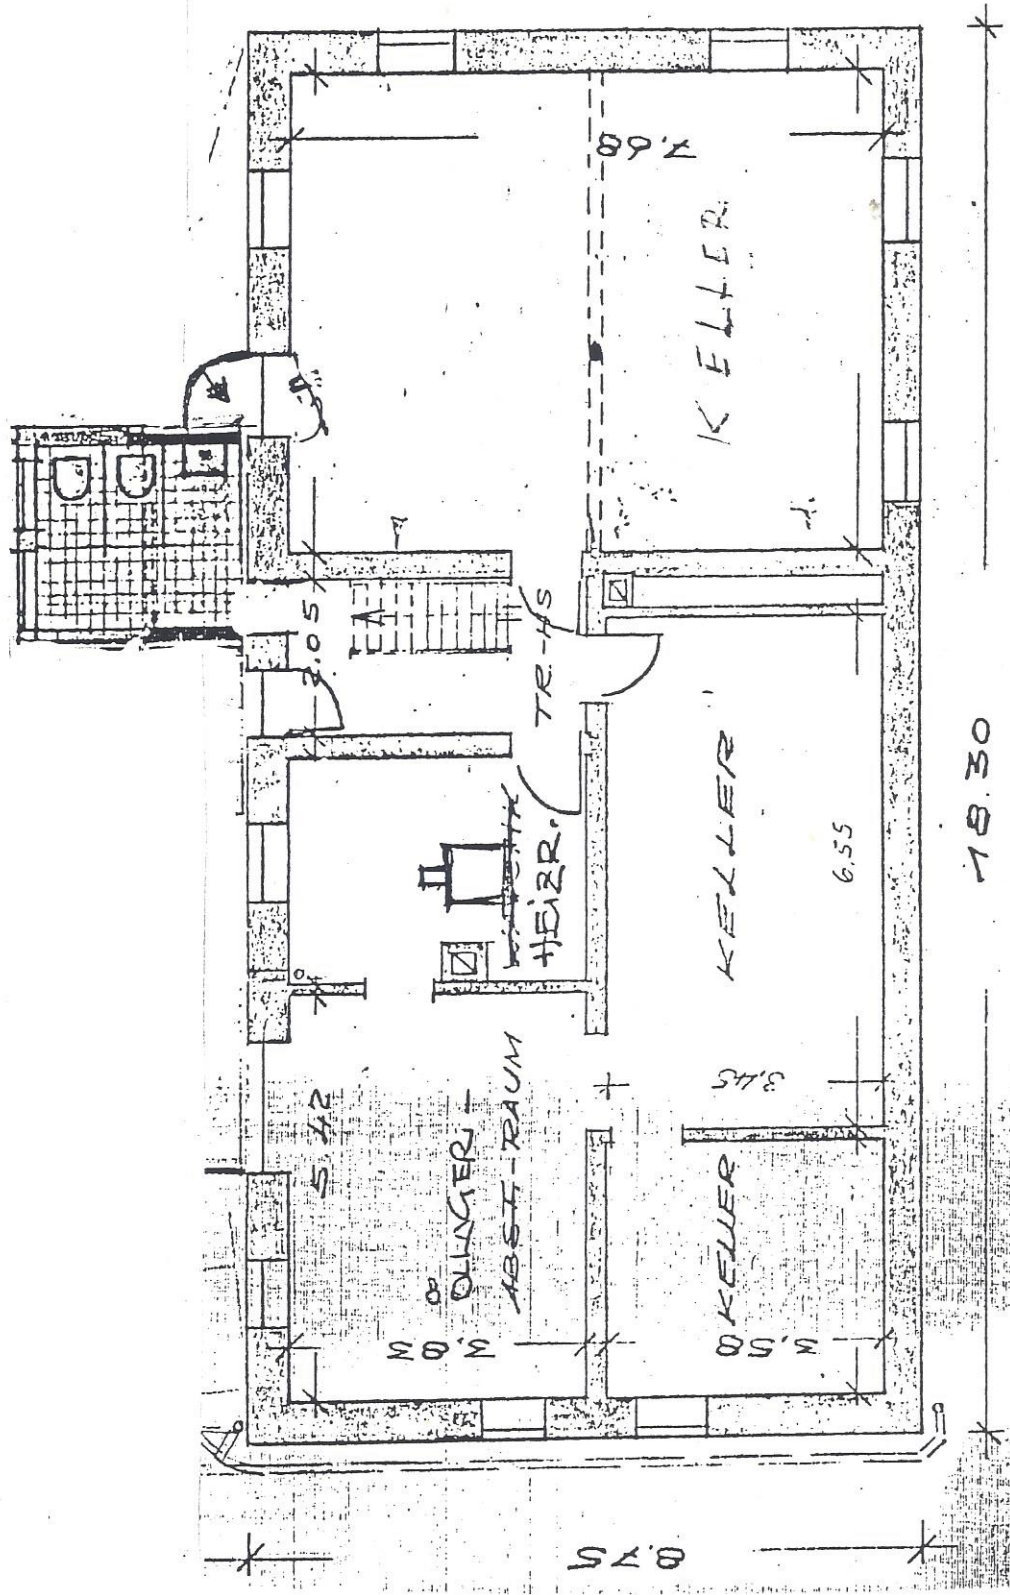 7,68
KELLER
2.05
TR.-HS
HEIZR.
KELLER
6.55
3,45
5.42
ÖLLAGER-
ABST.-RAUM
KELLER
3,83
3,58
18.30
8.75